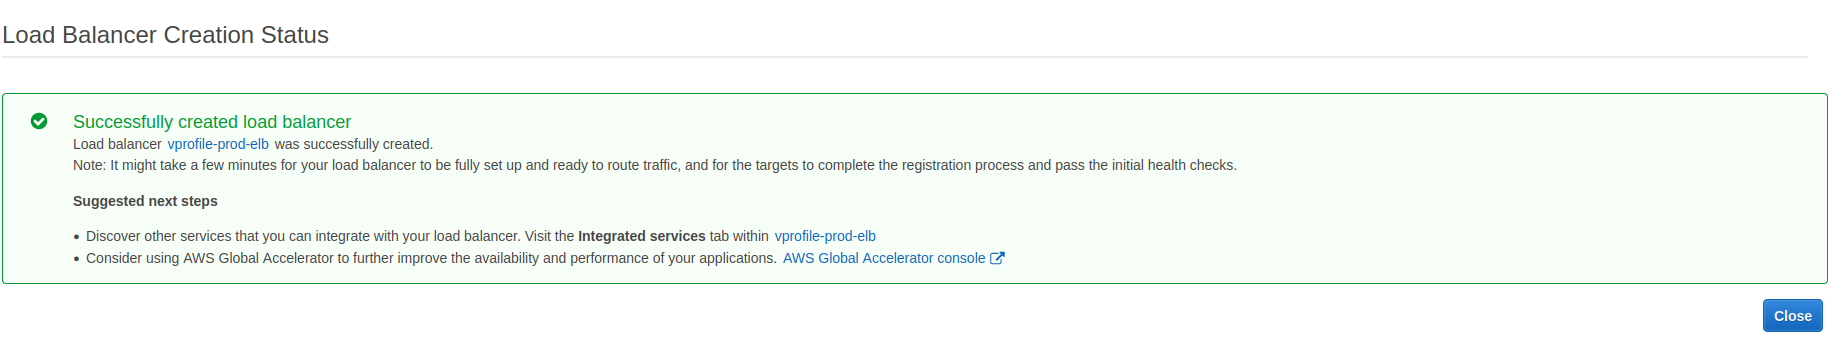 Load Balancer Creation Status
Successfully created load balancer
Load balancer vprofile-prod-elb was successfully created.
Note: It might take a few minutes for your load balancer to be fully set up and ready to route traffic, and for the targets to complete the registration process and pass the initial health checks.
Suggested next steps
• Discover other services that you can integrate with your load balancer. Visit the Integrated services tab within vprofile-prod-elb
• Consider using AWS Global Accelerator to further improve the availability and performance of your applications. AWS Global Accelerator console
Close